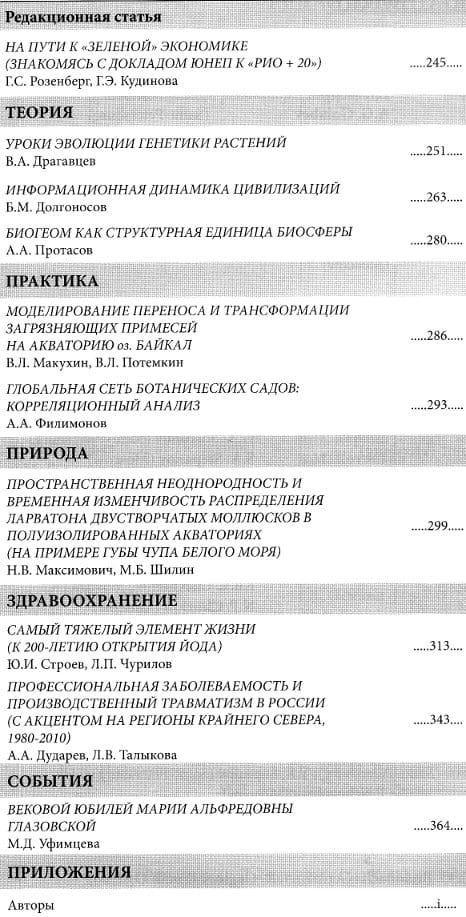 Редакционная статья
НА ПУТИ К «ЗЕЛЕНОЙ» ЭКОНОМИКЕ
(ЗНАКОМЯСЬ С ДОКЛАДОМ ЮНЕП К «РИО + 20») .....245.....
Г.С. Розенберг, Г.Э. Кудинова
ТЕОРИЯ
УРОКИ ЭВОЛЮЦИИ ГЕНЕТИКИ РАСТЕНИЙ .....251.....
В.А. Драгавцев
ИНФОРМАЦИОННАЯ ДИНАМИКА ЦИВИЛИЗАЦИЙ .....263.....
Б.М. Долгоносов
БИОГЕОМ КАК СТРУКТУРНАЯ ЕДИНИЦА БИОСФЕРЫ .....280.....
А.А. Протасов
ПРАКТИКА
МОДЕЛИРОВАНИЕ ПЕРЕНОСА И ТРАНСФОРМАЦИИ
ЗАГРЯЗНЯЮЩИХ ПРИМЕСЕЙ .....286.....
НА АКВАТОРИЮ оз. БАЙКАЛ
В.Л. Макухин, В.Л. Потемкин
ГЛОБАЛЬНАЯ СЕТЬ БОТАНИЧЕСКИХ САДОВ:
КОРРЕЛЯЦИОННЫЙ АНАЛИЗ .....293.....
А.А. Филимонов
ПРИРОДА
ПРОСТРАНСТВЕННАЯ НЕОДНОРОДНОСТЬ И
ВРЕМЕННАЯ ИЗМЕНЧИВОСТЬ РАСПРЕДЕЛЕНИЯ
ЛАРВАТОНА ДВУСТВОРЧАТЫХ МОЛЛЮСКОВ В .....299.....
ПОЛУИЗОЛИРОВАННЫХ АКВАТОРИЯХ
(НА ПРИМЕРЕ ГУБЫ ЧУПА БЕЛОГО МОРЯ)
Н.В. Максимович, М.Б. Шилин
ЗДРАВООХРАНЕНИЕ
САМЫЙ ТЯЖЕЛЫЙ ЭЛЕМЕНТ ЖИЗНИ
(К 200-ЛЕТИЮ ОТКРЫТИЯ ЙОДА) .....313....
Ю.И. Строев, Л.П. Чурилов
ПРОФЕССИОНАЛЬНАЯ ЗАБОЛЕВАЕМОСТЬ И
ПРОИЗВОДСТВЕННЫЙ ТРАВМАТИЗМ В РОССИИ
(С АКЦЕНТОМ НА РЕГИОНЫ КРАЙНЕГО СЕВЕРА, .....343....
1980-2010)
А.А. Дударев, Л.В. Талыкова
СОБЫТИЯ
ВЕКОВОЙ ЮБИЛЕЙ МАРИИ АЛЬФРЕДОВНЫ
ГЛАЗОВСКОЙ .....364....
М.Д. Уфимцева
ПРИЛОЖЕНИЯ
Авторы .....i.....